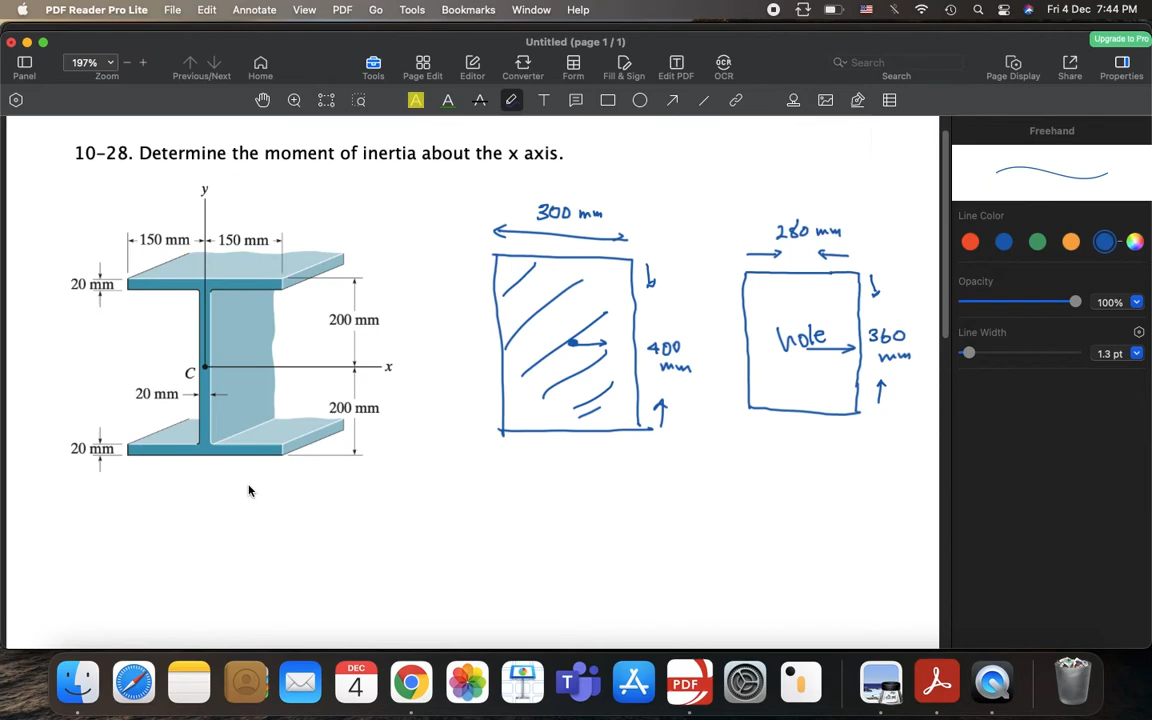 PDF Reader Pro Lite File Edit Annotate View PDF Go Tools Bookmarks Window Help Fri 4 Dec 7:44 PM
Untitled (page 1 / 1)
Upgrade to Pro
197%
Search
Panel Zoom Previous/Next Home Tools Page Edit Editor Converter Form Fill & Sign Edit PDF OCR Search Page Display Share Properties
10-28. Determine the moment of inertia about the x axis.
Freehand
Line Color
Opacity
100%
Line Width
1.3 pt
y
150 mm 150 mm
20 mm
200 mm
C
x
20 mm
200 mm
20 mm
300 mm
400
mm
280 mm
hole
360
mm
DEC
4
PDF